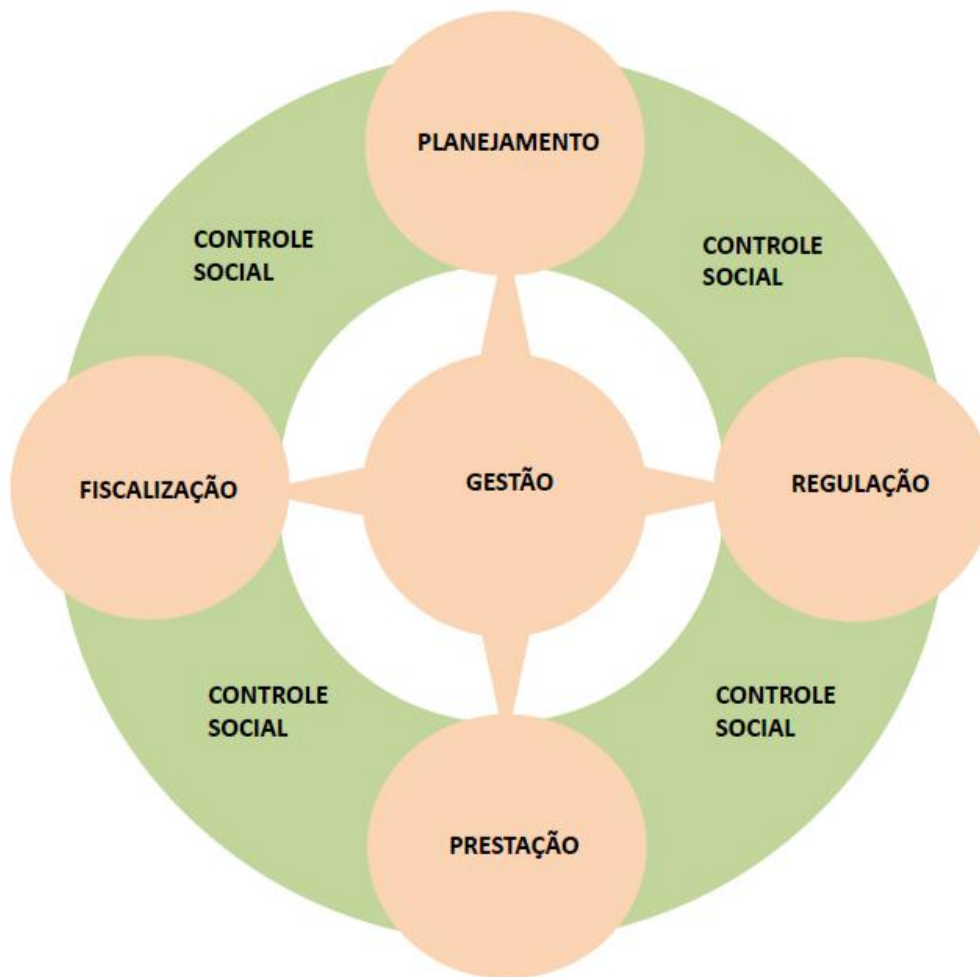 PLANEJAMENTO
CONTROLE
SOCIAL
CONTROLE
SOCIAL
FISCALIZAÇÃO
GESTÃO
REGULAÇÃO
CONTROLE
SOCIAL
CONTROLE
SOCIAL
PRESTAÇÃO